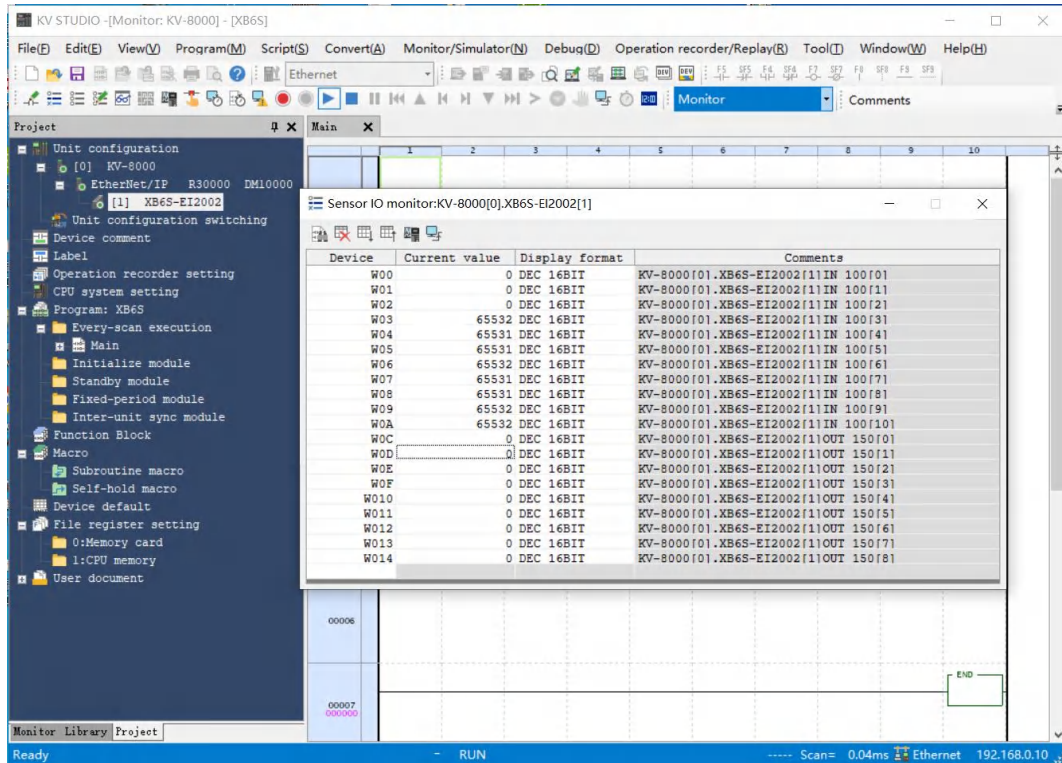 KV STUDIO -[Monitor: KV-8000] - [XB6S]
File(F) Edit(E) View(V) Program(M) Script(S) Convert(A) Monitor/Simulator(N) Debug(D) Operation recorder/Replay(R) Tool(T) Window(W) Help(H)
Ethernet F5 SF5 F4 SF4 F7 SF7 F8 SF8 F9 SF9
Monitor Comments
Project Main
Unit configuration
[0] KV-8000
EtherNet/IP R30000 DM10000
[1] XB6S-EI2002
Unit configuration switching
Device comment
Label
Operation recorder setting
CPU system setting
Program: XB6S
Every-scan execution
Main
Initialize module
Standby module
Fixed-period module
Inter-unit sync module
Function Block
Macro
Subroutine macro
Self-hold macro
Device default
File register setting
0:Memory card
1:CPU memory
User document
Monitor Library Project
1 2 3 4 5 6 7 8 9 10
Sensor IO monitor:KV-8000[0].XB6S-EI2002[1]
Device Current value Display format Comments
W00 0 DEC 16BIT KV-8000[0].XB6S-EI2002[1]IN 100[0]
W01 0 DEC 16BIT KV-8000[0].XB6S-EI2002[1]IN 100[1]
W02 0 DEC 16BIT KV-8000[0].XB6S-EI2002[1]IN 100[2]
W03 65532 DEC 16BIT KV-8000[0].XB6S-EI2002[1]IN 100[3]
W04 65531 DEC 16BIT KV-8000[0].XB6S-EI2002[1]IN 100[4]
W05 65531 DEC 16BIT KV-8000[0].XB6S-EI2002[1]IN 100[5]
W06 65532 DEC 16BIT KV-8000[0].XB6S-EI2002[1]IN 100[6]
W07 65531 DEC 16BIT KV-8000[0].XB6S-EI2002[1]IN 100[7]
W08 65531 DEC 16BIT KV-8000[0].XB6S-EI2002[1]IN 100[8]
W09 65532 DEC 16BIT KV-8000[0].XB6S-EI2002[1]IN 100[9]
W0A 65532 DEC 16BIT KV-8000[0].XB6S-EI2002[1]IN 100[10]
W0C 0 DEC 16BIT KV-8000[0].XB6S-EI2002[1]OUT 150[0]
W0D 0 DEC 16BIT KV-8000[0].XB6S-EI2002[1]OUT 150[1]
W0E 0 DEC 16BIT KV-8000[0].XB6S-EI2002[1]OUT 150[2]
W0F 0 DEC 16BIT KV-8000[0].XB6S-EI2002[1]OUT 150[3]
W010 0 DEC 16BIT KV-8000[0].XB6S-EI2002[1]OUT 150[4]
W011 0 DEC 16BIT KV-8000[0].XB6S-EI2002[1]OUT 150[5]
W012 0 DEC 16BIT KV-8000[0].XB6S-EI2002[1]OUT 150[6]
W013 0 DEC 16BIT KV-8000[0].XB6S-EI2002[1]OUT 150[7]
W014 0 DEC 16BIT KV-8000[0].XB6S-EI2002[1]OUT 150[8]
00006
END
00007
000000
Ready - RUN ----- Scan= 0.04ms Ethernet 192.168.0.10